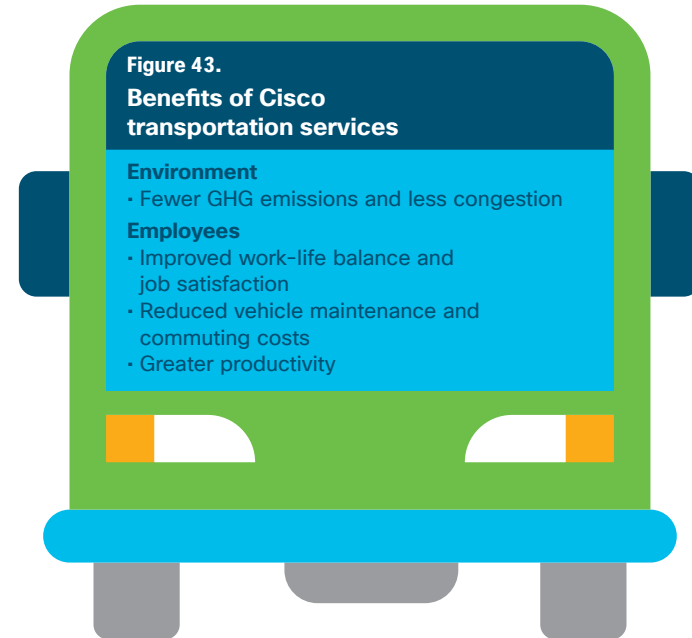 Figure 43.
Benefits of Cisco
transportation services
Environment
· Fewer GHG emissions and less congestion
Employees
· Improved work-life balance and
job satisfaction
· Reduced vehicle maintenance and
commuting costs
· Greater productivity